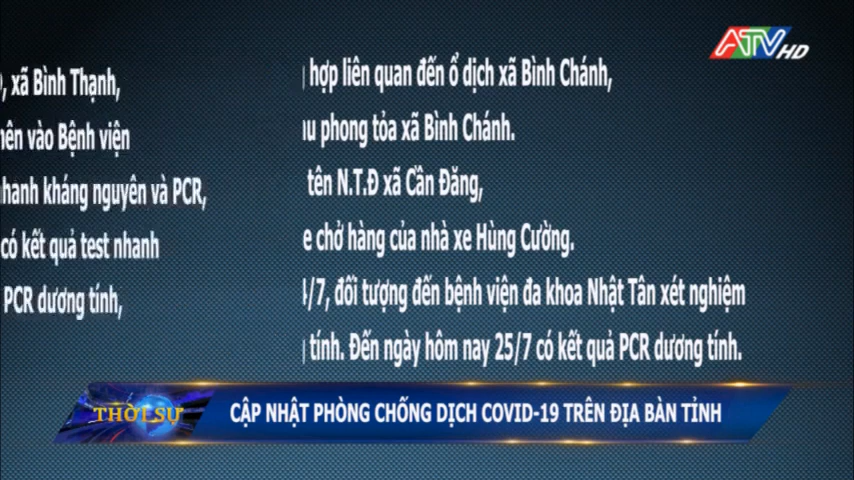 ATV HD
, xã Bình Thạnh,
vào Bệnh viện
kháng nguyên và PCR,
có kết quả test nhanh
PCR dương tính,
hợp liên quan đến ổ dịch xã Bình Chánh,
phong tỏa xã Bình Chánh.
tên N.T.Đ xã Cần Đăng,
chở hàng của nhà xe Hùng Cường.
/7, đối tượng đến bệnh viện đa khoa Nhật Tân xét nghiệm
tính. Đến ngày hôm nay 25/7 có kết quả PCR dương tính.
THỜI SỰ
CẬP NHẬT PHÒNG CHỐNG DỊCH COVID-19 TRÊN ĐỊA BÀN TỈNH